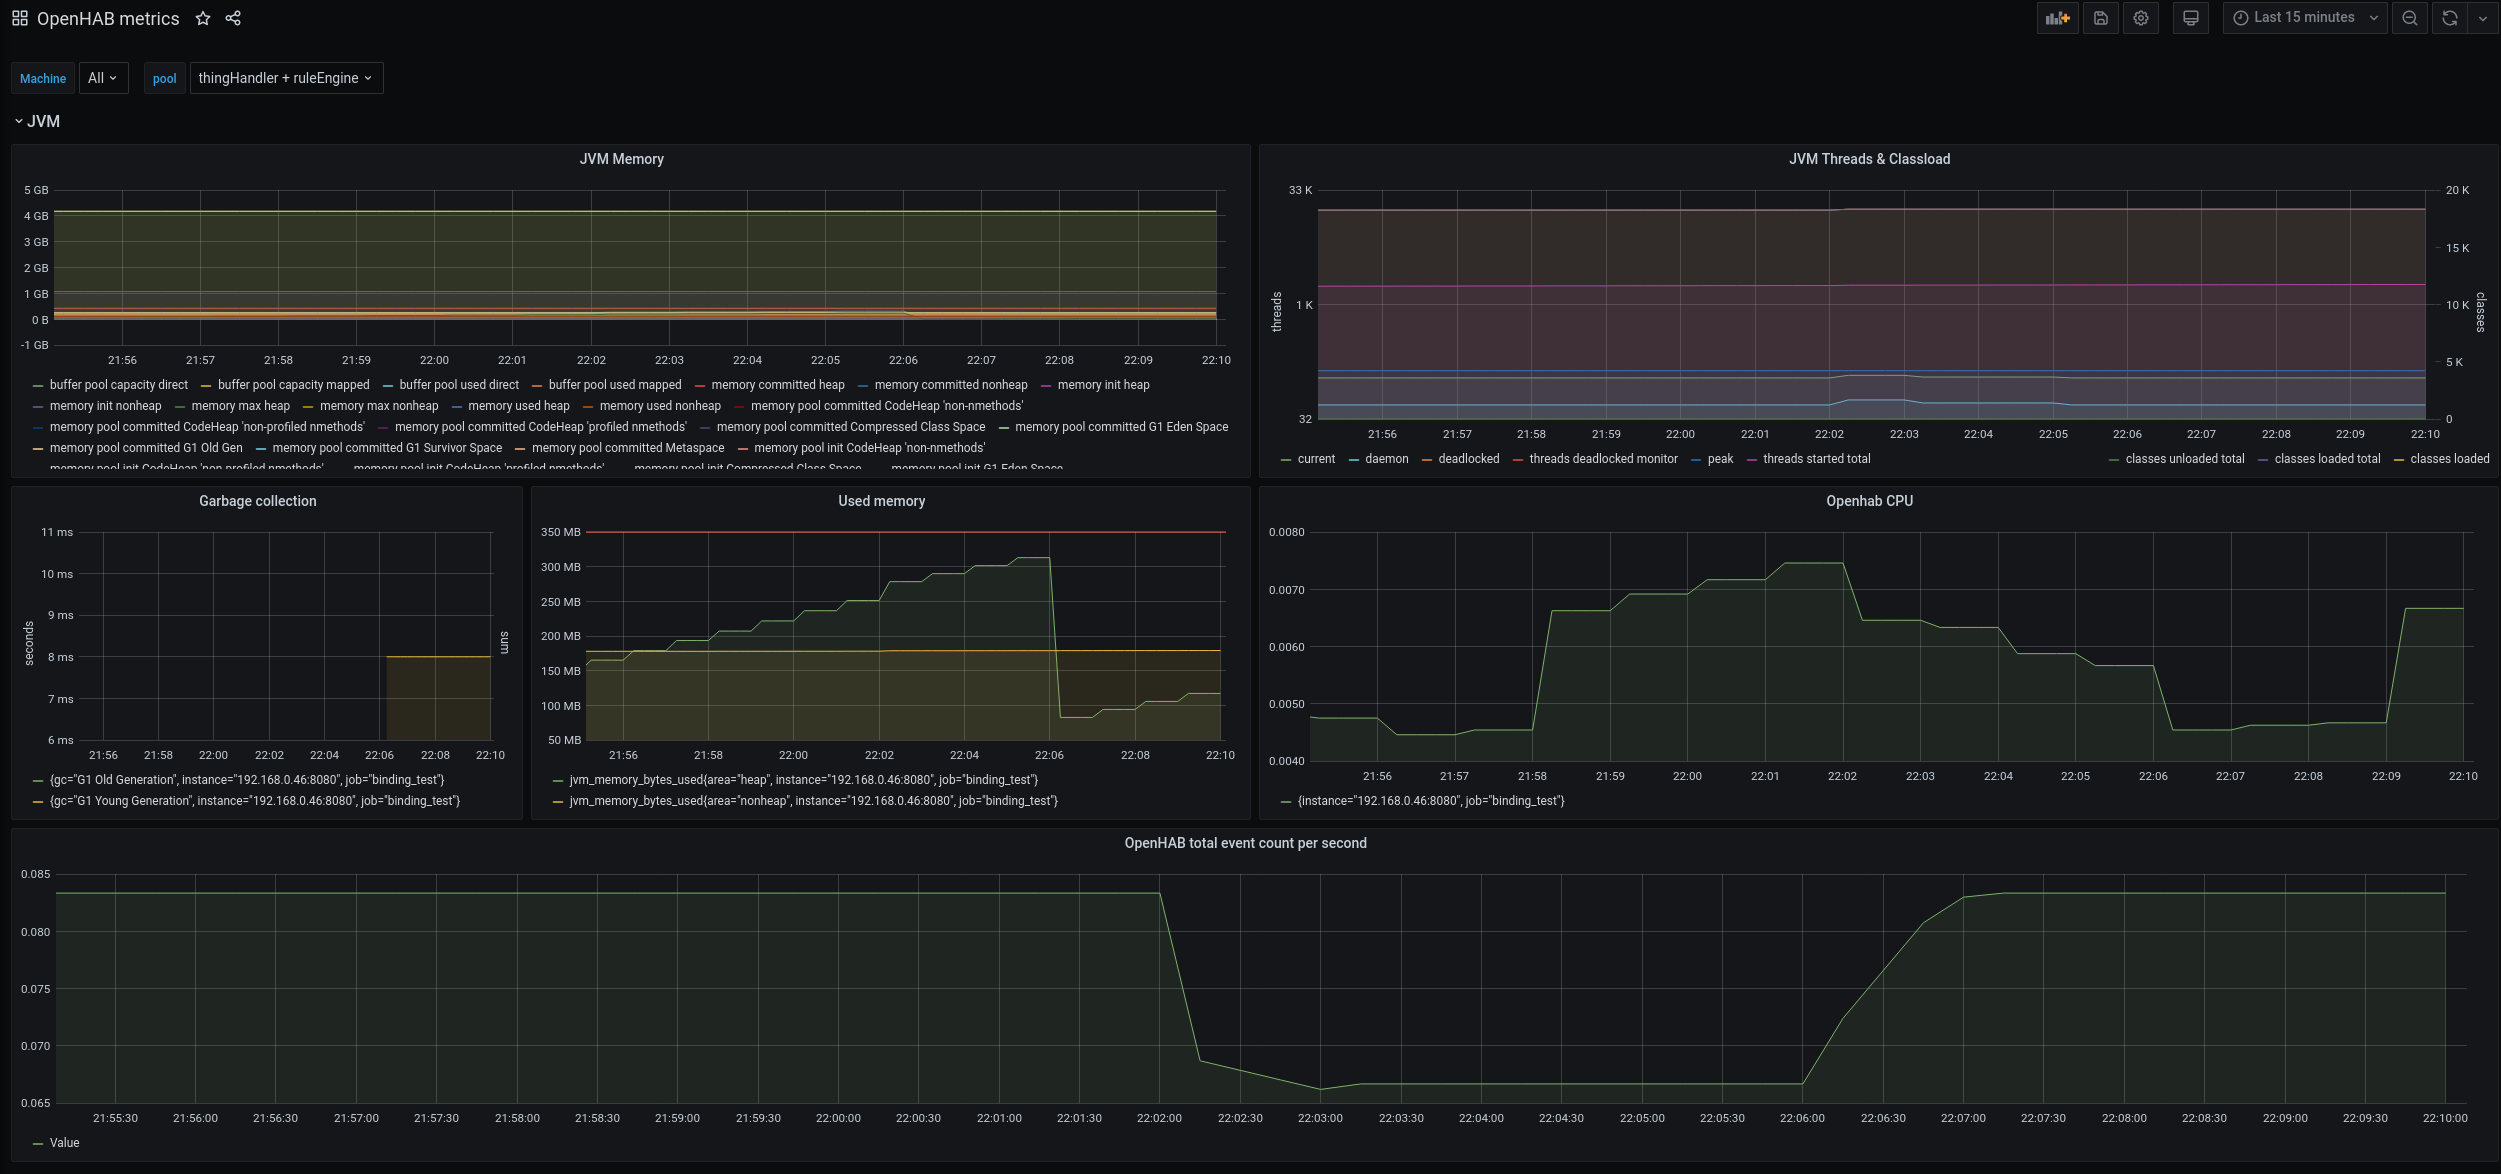 OpenHAB metrics
Last 15 minutes
Machine All pool thingHandler + ruleEngine
JVM
JVM Memory
5 GB
4 GB
3 GB
2 GB
1 GB
0 B
-1 GB
21:56 21:57 21:58 21:59 22:00 22:01 22:02 22:03 22:04 22:05 22:06 22:07 22:08 22:09 22:10
buffer pool capacity direct buffer pool capacity mapped buffer pool used direct buffer pool used mapped memory committed heap memory committed nonheap memory init heap
memory init nonheap memory max heap memory max nonheap memory used heap memory used nonheap memory pool committed CodeHeap 'non-nmethods'
memory pool committed CodeHeap 'non-profiled nmethods' memory pool committed CodeHeap 'profiled nmethods' memory pool committed Compressed Class Space memory pool committed G1 Eden Space
memory pool committed G1 Old Gen memory pool committed G1 Survivor Space memory pool committed Metaspace memory pool init CodeHeap 'non-nmethods'
memory pool init CodeHeap 'non-profiled nmethods' memory pool init CodeHeap 'profiled nmethods' memory pool init Compressed Class Space memory pool init G1 Eden Space
JVM Threads & Classload
33 K
1 K
32
threads
20 K
15 K
10 K
5 K
0
classes
21:56 21:57 21:58 21:59 22:00 22:01 22:02 22:03 22:04 22:05 22:06 22:07 22:08 22:09 22:10
current daemon deadlocked threads deadlocked monitor peak threads started total classes unloaded total classes loaded total classes loaded
Garbage collection
11 ms
10 ms
9 ms
8 ms
7 ms
6 ms
seconds
sum
21:56 21:58 22:00 22:02 22:04 22:06 22:08 22:10
{gc="G1 Old Generation", instance="192.168.0.46:8080", job="binding_test"}
{gc="G1 Young Generation", instance="192.168.0.46:8080", job="binding_test"}
Used memory
350 MB
300 MB
250 MB
200 MB
150 MB
100 MB
50 MB
21:56 21:58 22:00 22:02 22:04 22:06 22:08 22:10
jvm_memory_bytes_used{area="heap", instance="192.168.0.46:8080", job="binding_test"}
jvm_memory_bytes_used{area="nonheap", instance="192.168.0.46:8080", job="binding_test"}
Openhab CPU
0.0080
0.0070
0.0060
0.0050
0.0040
21:56 21:57 21:58 21:59 22:00 22:01 22:02 22:03 22:04 22:05 22:06 22:07 22:08 22:09 22:10
{instance="192.168.0.46:8080", job="binding_test"}
OpenHAB total event count per second
0.085
0.080
0.075
0.070
0.065
21:55:30 21:56:00 21:56:30 21:57:00 21:57:30 21:58:00 21:58:30 21:59:00 21:59:30 22:00:00 22:00:30 22:01:00 22:01:30 22:02:00 22:02:30 22:03:00 22:03:30 22:04:00 22:04:30 22:05:00 22:05:30 22:06:00 22:06:30 22:07:00 22:07:30 22:08:00 22:08:30 22:09:00 22:09:30 22:10:00
Value